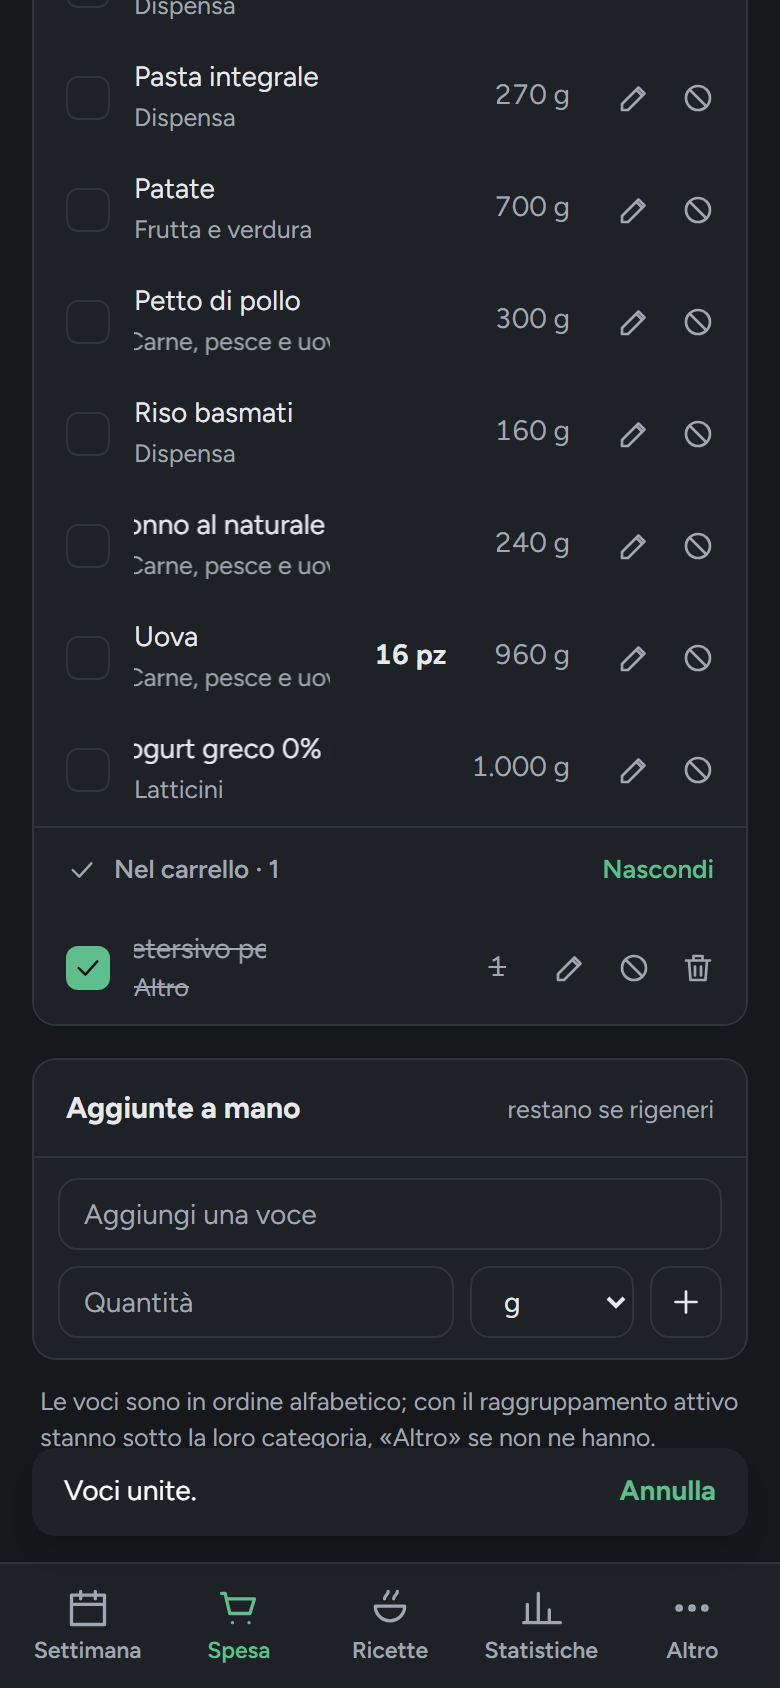 Dispensa
Pasta integrale
270 g
Dispensa
Patate
700 g
Frutta e verdura
Petto di pollo
300 g
Carne, pesce e uov
Riso basmati
160 g
Dispensa
onno al naturale
240 g
Carne, pesce e uov
Uova
16 pz 960 g
Carne, pesce e uov
ogurt greco 0%
1.000 g
Latticini
Nel carrello · 1 Nascondi
etersivo pe
1
Altro
Aggiunte a mano restano se rigeneri
Aggiungi una voce
Quantità g
Le voci sono in ordine alfabetico; con il raggruppamento attivo
stanno sotto la loro categoria, «Altro» se non ne hanno.
Voci unite. Annulla
Settimana Spesa Ricette Statistiche Altro